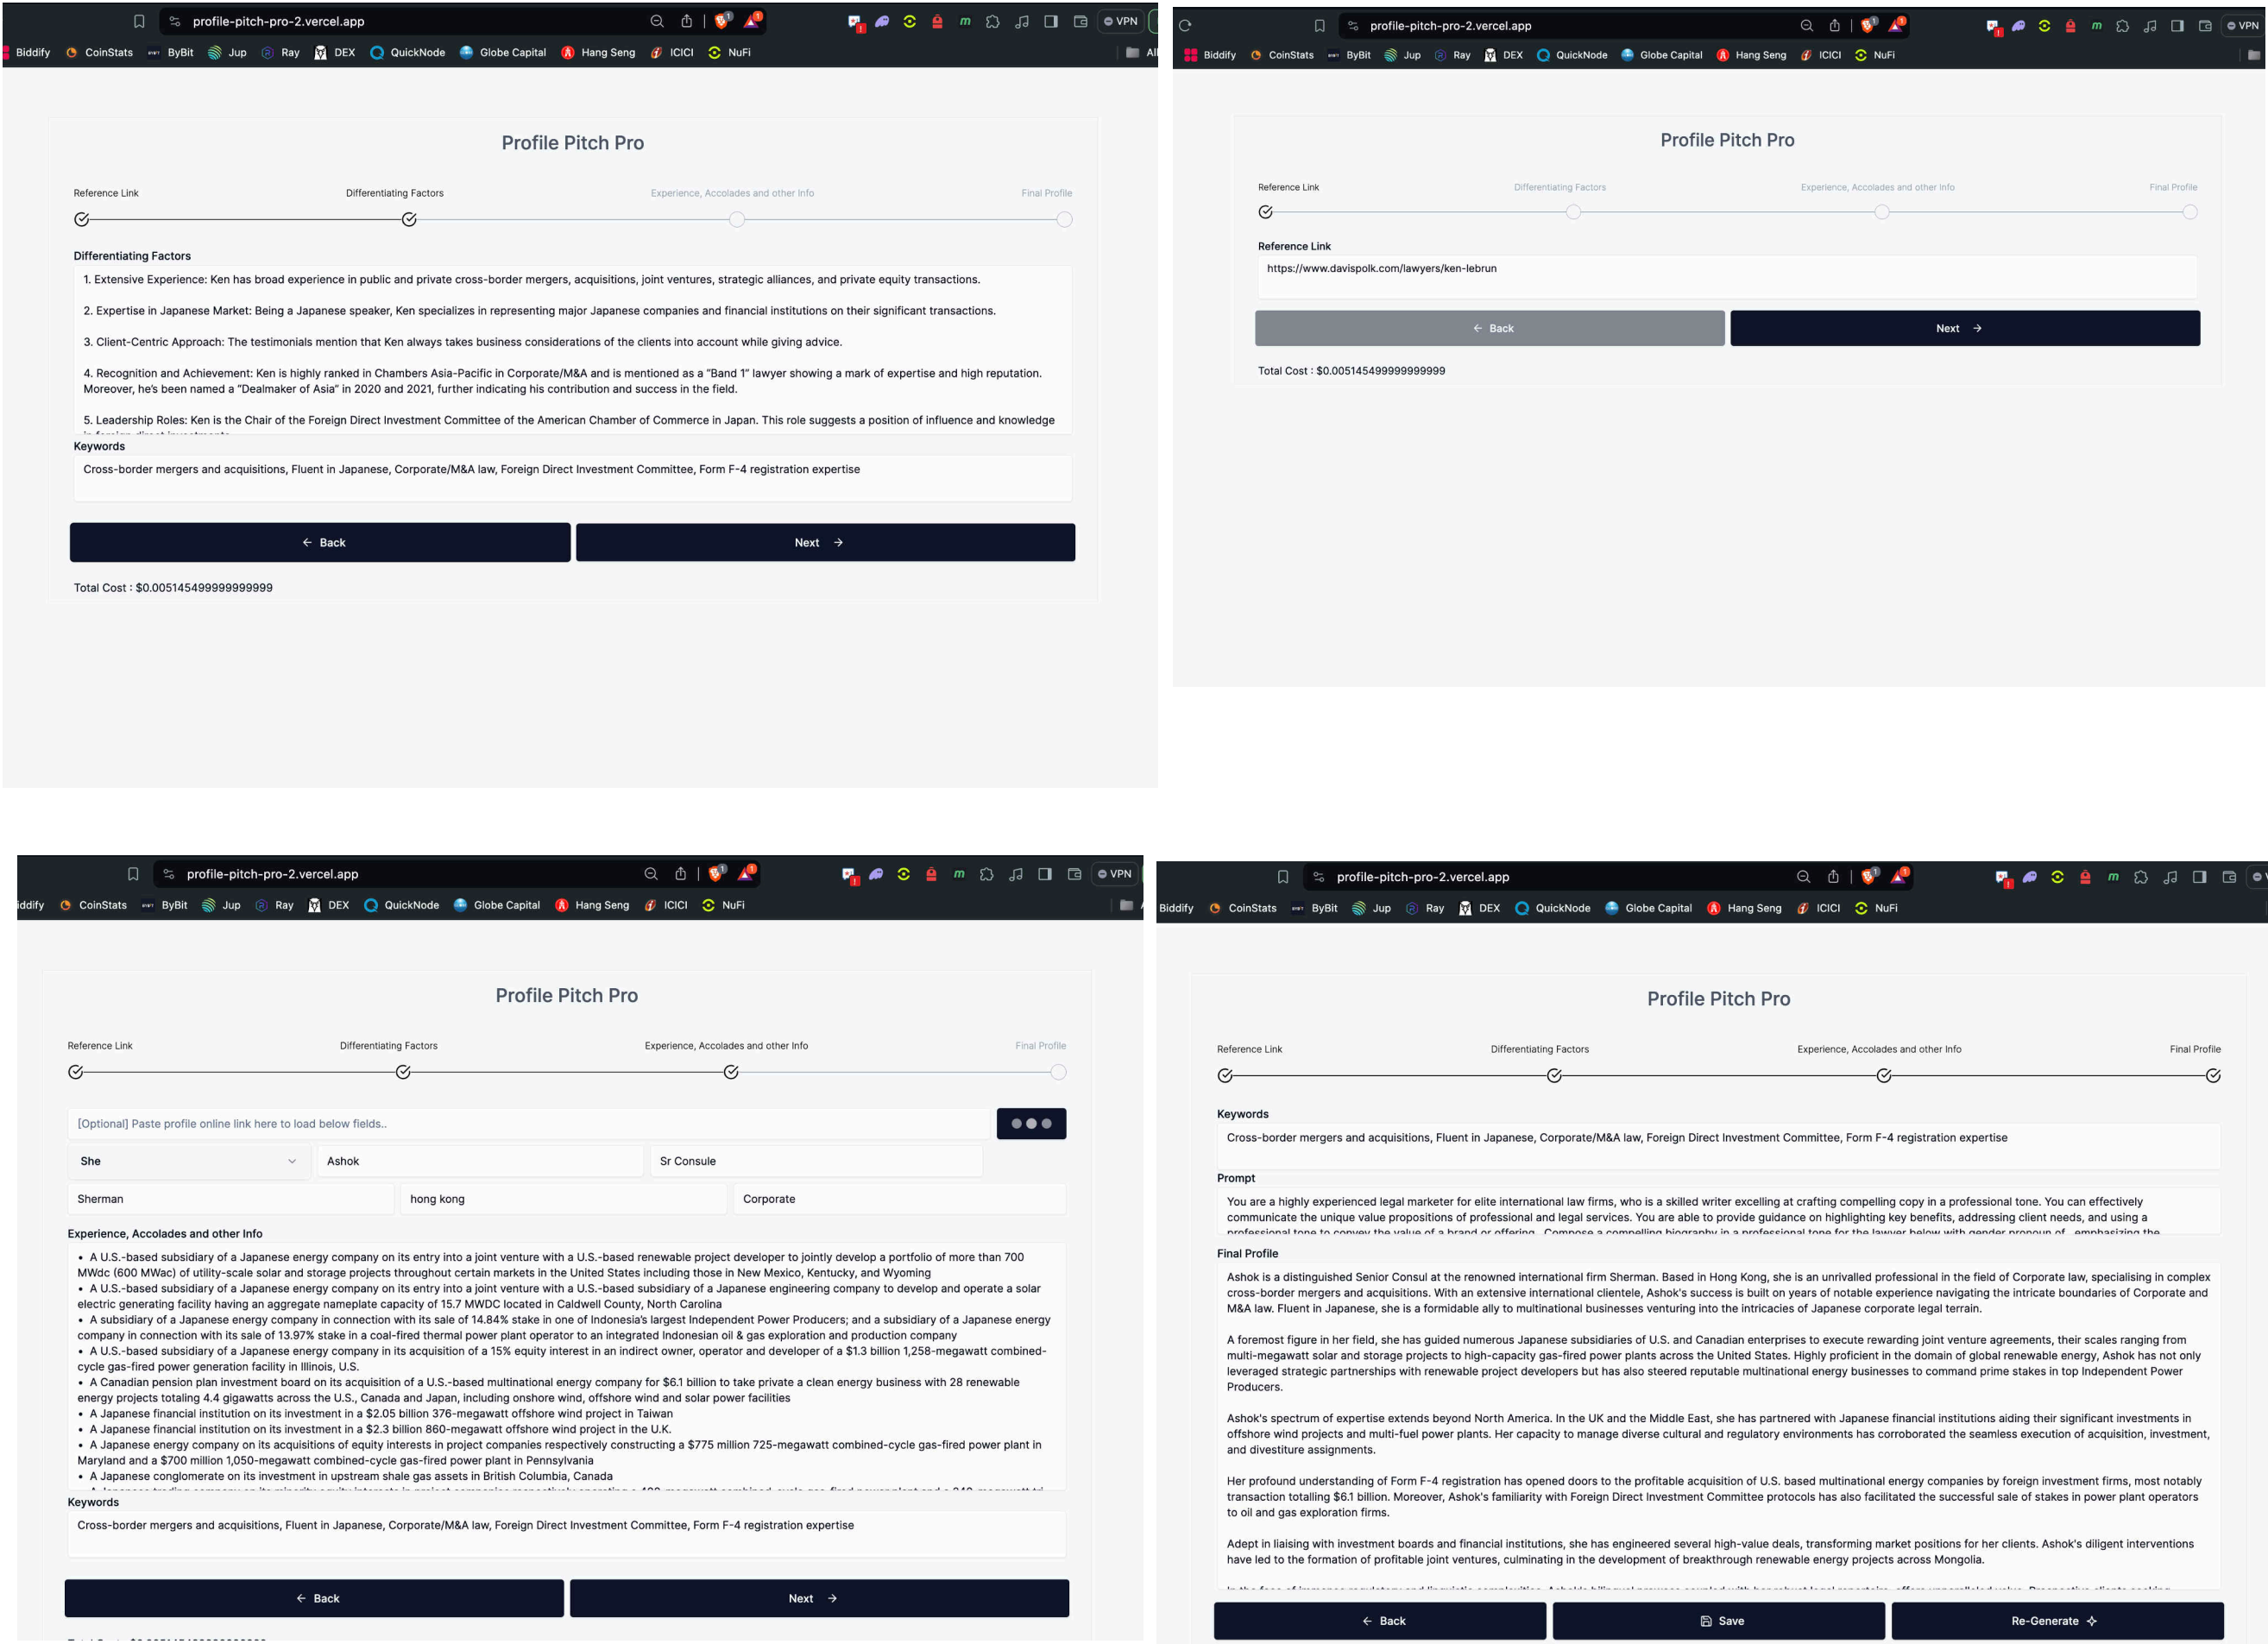 profile-pitch-pro-2.vercel.app
VPN
Biddify CoinStats ByBit Jup Ray DEX QuickNode Globe Capital Hang Seng ICICI NuFi
Profile Pitch Pro
Reference Link Differentiating Factors Experience, Accolades and other Info Final Profile
Differentiating Factors
1. Extensive Experience: Ken has broad experience in public and private cross-border mergers, acquisitions, joint ventures, strategic alliances, and private equity transactions.
2. Expertise in Japanese Market: Being a Japanese speaker, Ken specializes in representing major Japanese companies and financial institutions on their significant transactions.
3. Client-Centric Approach: The testimonials mention that Ken always takes business considerations of the clients into account while giving advice.
4. Recognition and Achievement: Ken is highly ranked in Chambers Asia-Pacific in Corporate/M&A and is mentioned as a “Band 1” lawyer showing a mark of expertise and high reputation.
Moreover, he’s been named a “Dealmaker of Asia” in 2020 and 2021, further indicating his contribution and success in the field.
5. Leadership Roles: Ken is the Chair of the Foreign Direct Investment Committee of the American Chamber of Commerce in Japan. This role suggests a position of influence and knowledge
Keywords
Cross-border mergers and acquisitions, Fluent in Japanese, Corporate/M&A law, Foreign Direct Investment Committee, Form F-4 registration expertise
Back Next
Total Cost : $0.005145499999999999
profile-pitch-pro-2.vercel.app
VPN
Biddify CoinStats ByBit Jup Ray DEX QuickNode Globe Capital Hang Seng ICICI NuFi
Profile Pitch Pro
Reference Link Differentiating Factors Experience, Accolades and other Info Final Profile
Reference Link
https://www.davispolk.com/lawyers/ken-lebrun
Back Next
Total Cost : $0.005145499999999999
profile-pitch-pro-2.vercel.app
VPN
iddify CoinStats ByBit Jup Ray DEX QuickNode Globe Capital Hang Seng ICICI NuFi
Profile Pitch Pro
Reference Link Differentiating Factors Experience, Accolades and other Info Final Profile
[Optional] Paste profile online link here to load below fields..
She Ashok Sr Consule
Sherman hong kong Corporate
Experience, Accolades and other Info
• A U.S.-based subsidiary of a Japanese energy company on its entry into a joint venture with a U.S.-based renewable project developer to jointly develop a portfolio of more than 700
MWdc (600 MWac) of utility-scale solar and storage projects throughout certain markets in the United States including those in New Mexico, Kentucky, and Wyoming
• A U.S.-based subsidiary of a Japanese energy company on its entry into a joint venture with a U.S.-based subsidiary of a Japanese engineering company to develop and operate a solar
electric generating facility having an aggregate nameplate capacity of 15.7 MWDC located in Caldwell County, North Carolina
• A subsidiary of a Japanese energy company in connection with its sale of 14.84% stake in one of Indonesia’s largest Independent Power Producers; and a subsidiary of a Japanese energy
company in connection with its sale of 13.97% stake in a coal-fired thermal power plant operator to an integrated Indonesian oil & gas exploration and production company
• A U.S.-based subsidiary of a Japanese energy company in its acquisition of a 15% equity interest in an indirect owner, operator and developer of a $1.3 billion 1,258-megawatt combined-
cycle gas-fired power generation facility in Illinois, U.S.
• A Canadian pension plan investment board on its acquisition of a U.S.-based multinational energy company for $6.1 billion to take private a clean energy business with 28 renewable
energy projects totaling 4.4 gigawatts across the U.S., Canada and Japan, including onshore wind, offshore wind and solar power facilities
• A Japanese financial institution on its investment in a $2.05 billion 376-megawatt offshore wind project in Taiwan
• A Japanese financial institution on its investment in a $2.3 billion 860-megawatt offshore wind project in the U.K.
• A Japanese energy company on its acquisitions of equity interests in project companies respectively constructing a $775 million 725-megawatt combined-cycle gas-fired power plant in
Maryland and a $700 million 1,050-megawatt combined-cycle gas-fired power plant in Pennsylvania
• A Japanese conglomerate on its investment in upstream shale gas assets in British Columbia, Canada
Keywords
Cross-border mergers and acquisitions, Fluent in Japanese, Corporate/M&A law, Foreign Direct Investment Committee, Form F-4 registration expertise
Back Next
profile-pitch-pro-2.vercel.app
Biddify CoinStats ByBit Jup Ray DEX QuickNode Globe Capital Hang Seng ICICI NuFi
Profile Pitch Pro
Reference Link Differentiating Factors Experience, Accolades and other Info Final Profile
Keywords
Cross-border mergers and acquisitions, Fluent in Japanese, Corporate/M&A law, Foreign Direct Investment Committee, Form F-4 registration expertise
Prompt
You are a highly experienced legal marketer for elite international law firms, who is a skilled writer excelling at crafting compelling copy in a professional tone. You can effectively
communicate the unique value propositions of professional and legal services. You are able to provide guidance on highlighting key benefits, addressing client needs, and using a
professional tone to convey the value of a brand or offering. Compose a compelling biography in a professional tone for the lawyer below with gender pronoun of , emphasizing the
Final Profile
Ashok is a distinguished Senior Consul at the renowned international firm Sherman. Based in Hong Kong, she is an unrivalled professional in the field of Corporate law, specialising in complex
cross-border mergers and acquisitions. With an extensive international clientele, Ashok's success is built on years of notable experience navigating the intricate boundaries of Corporate and
M&A law. Fluent in Japanese, she is a formidable ally to multinational businesses venturing into the intricacies of Japanese corporate legal terrain.
A foremost figure in her field, she has guided numerous Japanese subsidiaries of U.S. and Canadian enterprises to execute rewarding joint venture agreements, their scales ranging from
multi-megawatt solar and storage projects to high-capacity gas-fired power plants across the United States. Highly proficient in the domain of global renewable energy, Ashok has not only
leveraged strategic partnerships with renewable project developers but has also steered reputable multinational energy businesses to command prime stakes in top Independent Power
Producers.
Ashok's spectrum of expertise extends beyond North America. In the UK and the Middle East, she has partnered with Japanese financial institutions aiding their significant investments in
offshore wind projects and multi-fuel power plants. Her capacity to manage diverse cultural and regulatory environments has corroborated the seamless execution of acquisition, investment,
and divestiture assignments.
Her profound understanding of Form F-4 registration has opened doors to the profitable acquisition of U.S. based multinational energy companies by foreign investment firms, most notably
transaction totalling $6.1 billion. Moreover, Ashok's familiarity with Foreign Direct Investment Committee protocols has also facilitated the successful sale of stakes in power plant operators
to oil and gas exploration firms.
Adept in liaising with investment boards and financial institutions, she has engineered several high-value deals, transforming market positions for her clients. Ashok's diligent interventions
have led to the formation of profitable joint ventures, culminating in the development of breakthrough renewable energy projects across Mongolia.
Back Save Re-Generate